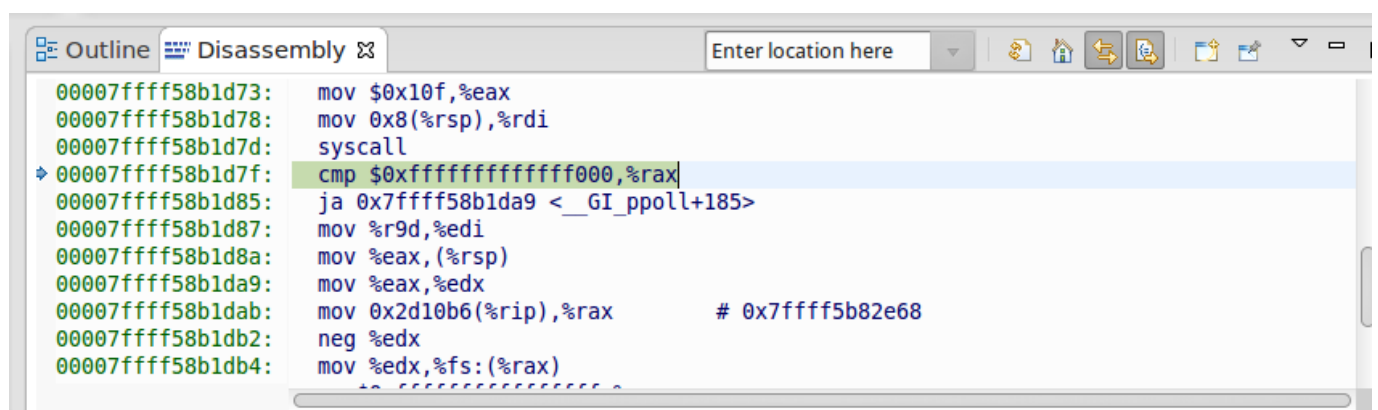 Outline Disassembly Enter location here
00007ffff58b1d73: mov $0x10f,%eax
00007ffff58b1d78: mov 0x8(%rsp),%rdi
00007ffff58b1d7d: syscall
00007ffff58b1d7f: cmp $0xfffffffffffff000,%rax
00007ffff58b1d85: ja 0x7ffff58b1da9 <__GI_ppoll+185>
00007ffff58b1d87: mov %r9d,%edi
00007ffff58b1d8a: mov %eax,(%rsp)
00007ffff58b1da9: mov %eax,%edx
00007ffff58b1dab: mov 0x2d10b6(%rip),%rax # 0x7ffff5b82e68
00007ffff58b1db2: neg %edx
00007ffff58b1db4: mov %edx,%fs:(%rax)